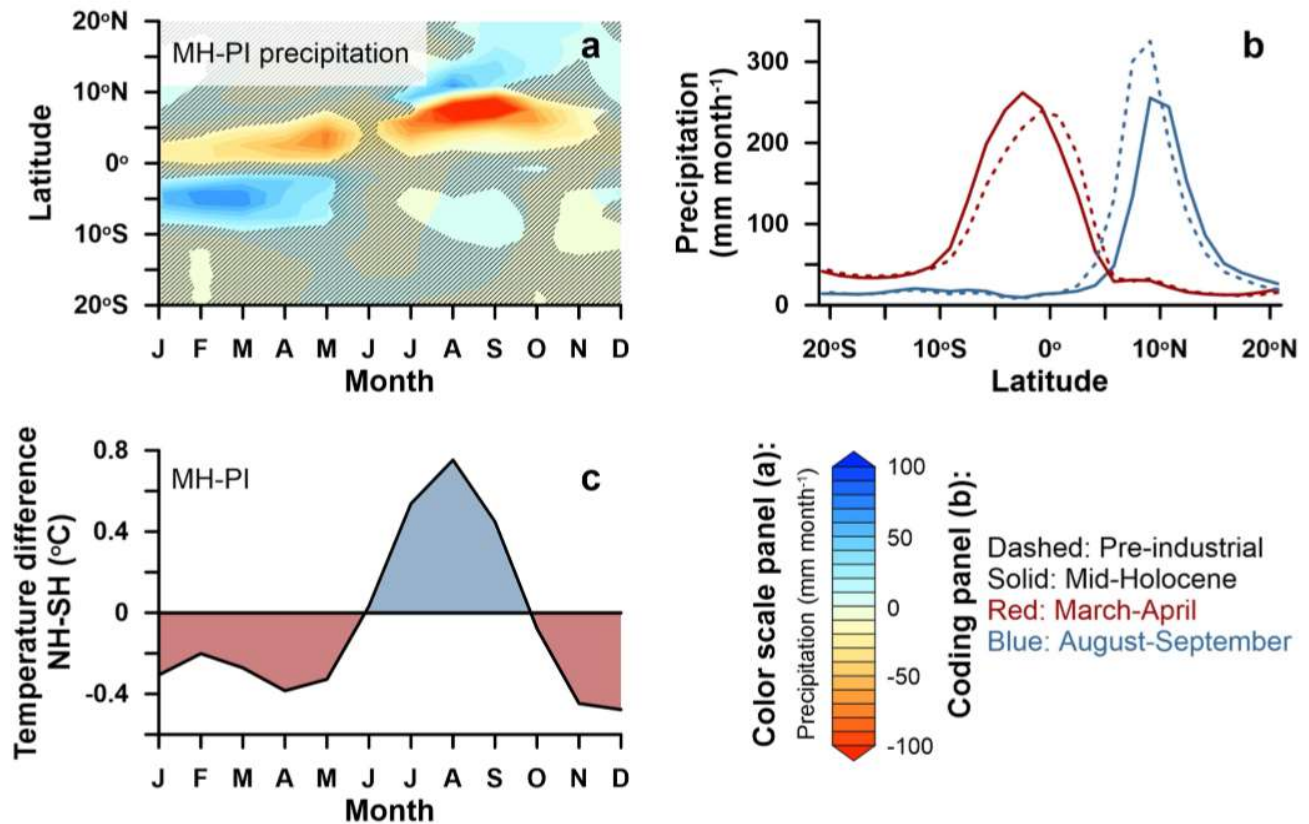 20°N
10°N
0°
10°S
20°S
Latitude
MH-PI precipitation
a
J F M A M J J A S O N D
Month
Precipitation
(mm month⁻¹)
300
200
100
0
b
20°S 10°S 0° 10°N 20°N
Latitude
Temperature difference
NH-SH (°C)
0.8
0.4
0
-0.4
MH-PI
c
J F M A M J J A S O N D
Month
Color scale panel (a):
Precipitation (mm month⁻¹)
100
50
0
-50
-100
Coding panel (b):
Dashed: Pre-industrial
Solid: Mid-Holocene
Red: March-April
Blue: August-September